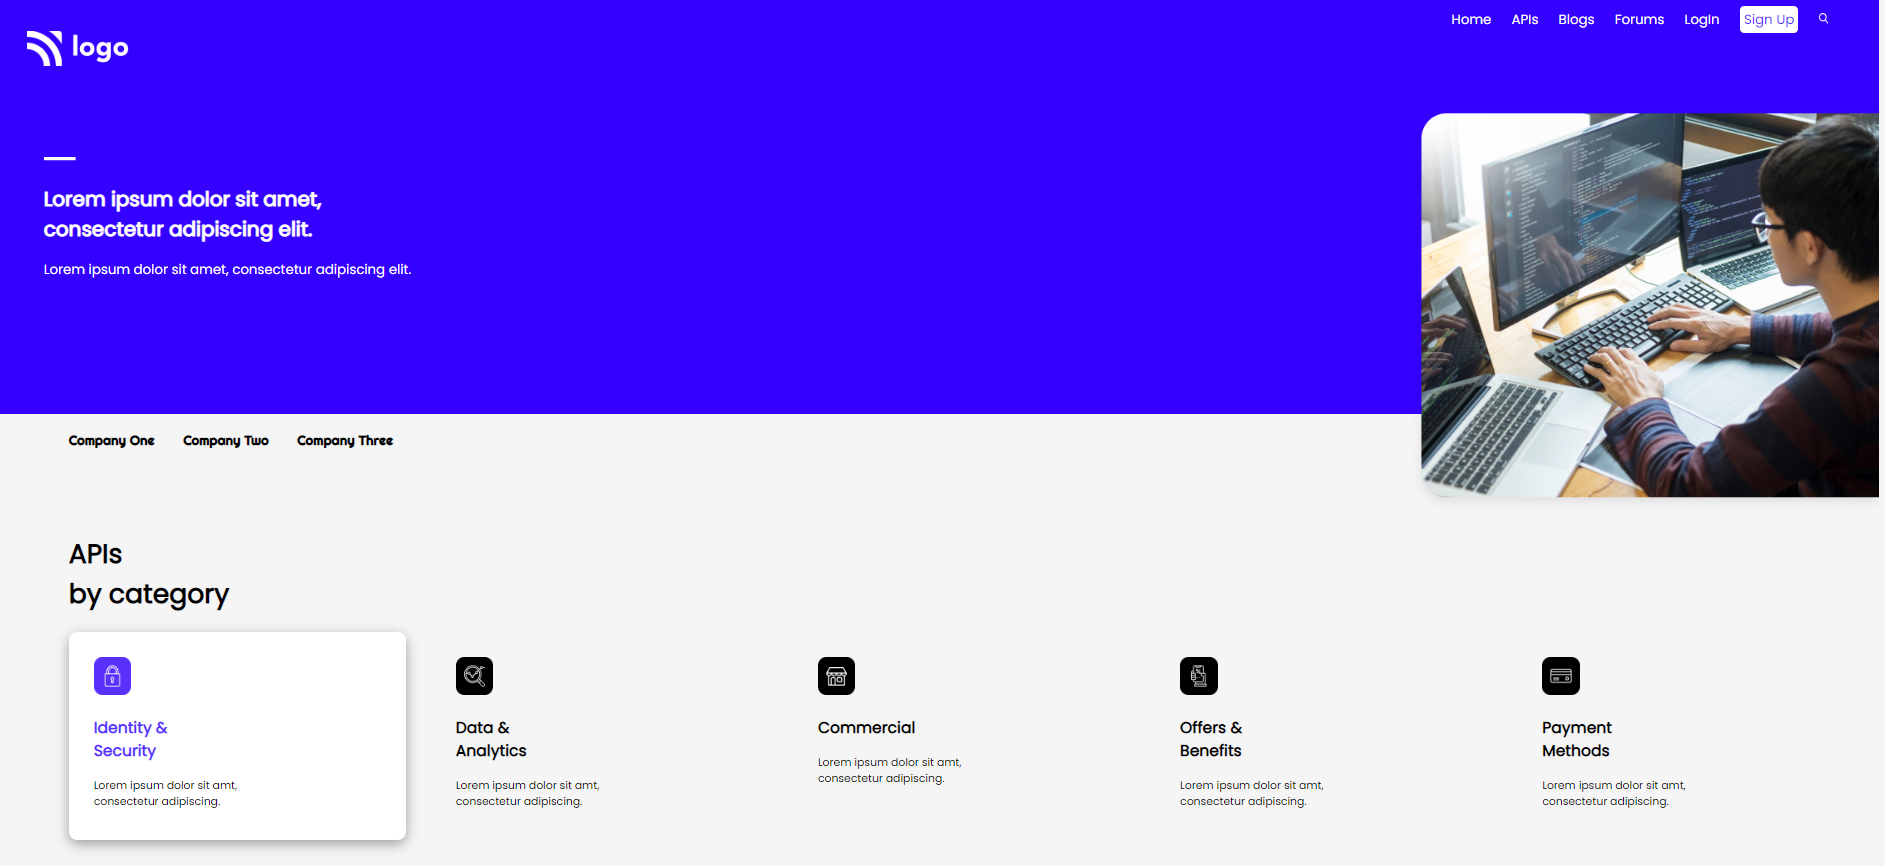 logo
Home APIs Blogs Forums LogIn Sign Up
Lorem ipsum dolor sit amet,
consectetur adipiscing elit.
Lorem ipsum dolor sit amet, consectetur adipiscing elit.
Company One Company Two Company Three
APIs
by category
Identity &
Security
Lorem ipsum dolor sit amt,
consectetur adipiscing.
Data &
Analytics
Lorem ipsum dolor sit amt,
consectetur adipiscing.
Commercial
Lorem ipsum dolor sit amt,
consectetur adipiscing.
Offers &
Benefits
Lorem ipsum dolor sit amt,
consectetur adipiscing.
Payment
Methods
Lorem ipsum dolor sit amt,
consectetur adipiscing.